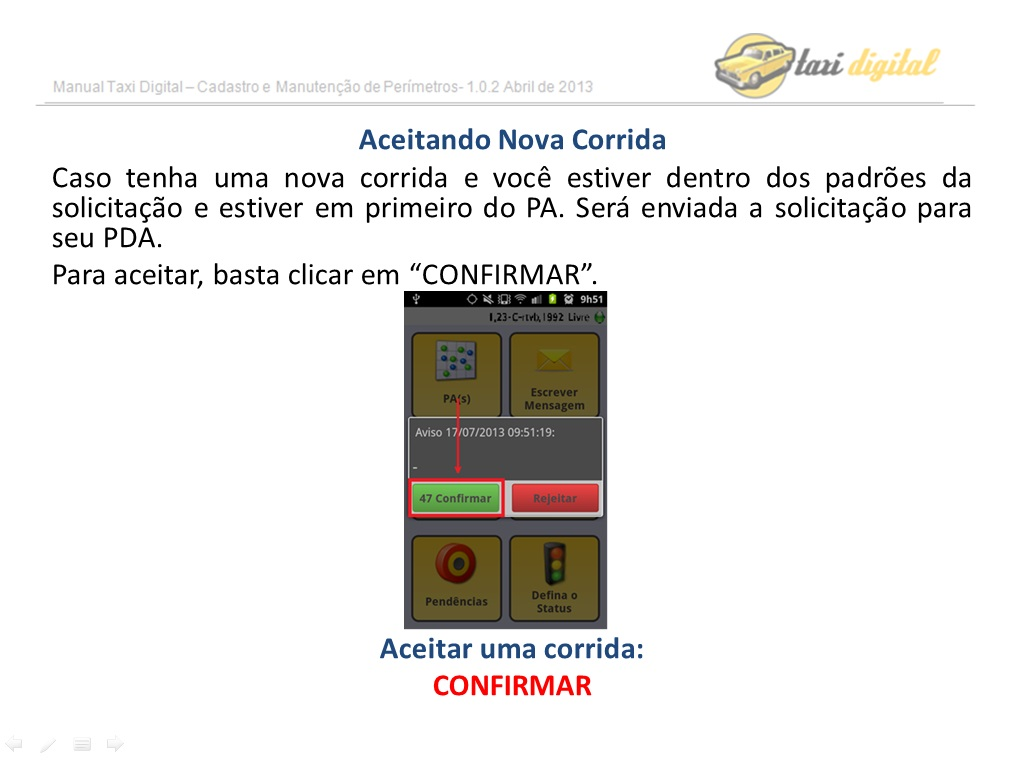 taxi digital
Manual Taxi Digital – Cadastro e Manutenção de Perímetros- 1.0.2 Abril de 2013
Aceitando Nova Corrida
Caso tenha uma nova corrida e você estiver dentro dos padrões da
solicitação e estiver em primeiro do PA. Será enviada a solicitação para
seu PDA.
Para aceitar, basta clicar em “CONFIRMAR”.
9h51
Livre
PA(s)
Escrever
Mensagem
Aviso 17/07/2013 09:51:19:
–
47 Confirmar
Rejeitar
Pendências
Defina o
Status
Aceitar uma corrida:
CONFIRMAR